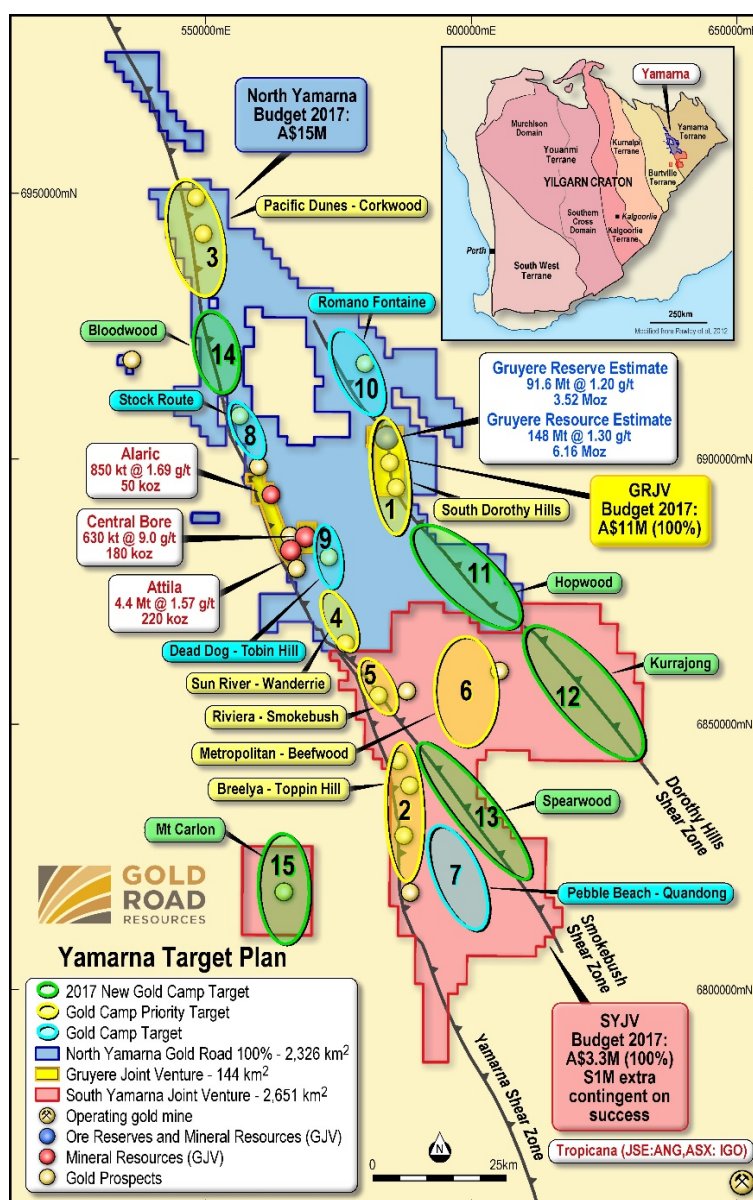 550000mE
600000mE
650000mE
6950000mN
6900000mN
6850000mN
6800000mN
North Yamarna
Budget 2017:
A$15M
Pacific Dunes - Corkwood
3
Romano Fontaine
Bloodwood
14
10
Stock Route
8
Gruyere Reserve Estimate
91.6 Mt @ 1.20 g/t
3.52 Moz
Gruyere Resource Estimate
148 Mt @ 1.30 g/t
6.16 Moz
Alaric
850 kt @ 1.69 g/t
50 koz
South Dorothy Hills
1
GRJV
Budget 2017:
A$11M (100%)
Central Bore
630 kt @ 9.0 g/t
180 koz
9
11
Hopwood
Attila
4.4 Mt @ 1.57 g/t
220 koz
4
Dead Dog - Tobin Hill
Kurrajong
Sun River - Wanderrie
5
6
12
Riviera - Smokebush
Metropolitan - Beefwood
Breelya - Toppin Hill
2
13
Spearwood
Dorothy Hills
Shear Zone
Mt Carlon
15
7
Pebble Beach - Quandong
Smokebush
Shear Zone
Yamarna Shear Zone
SYJV
Budget 2017:
A$3.3M (100%)
S1M extra
contingent on
success
Tropicana (JSE:ANG,ASX: IGO)
0
25km
N
GOLD
ROAD
RESOURCES
Yamarna Target Plan
2017 New Gold Camp Target
Gold Camp Priority Target
Gold Camp Target
North Yamarna Gold Road 100% - 2,326 km²
Gruyere Joint Venture - 144 km²
South Yamarna Joint Venture - 2,651 km²
Operating gold mine
Ore Reserves and Mineral Resources (GJV)
Mineral Resources (GJV)
Gold Prospects
Yamarna
Murchison
Domain
Youanmi
Terrane
Kurnalpi
Terrane
Yamarna
Terrane
Burtville
Terrane
YILGARN CRATON
Southern
Cross
Domain
Kalgoorlie
Kalgoorlie
Terrane
Perth
South West
Terrane
250km
Modified from Pawley et al, 2012